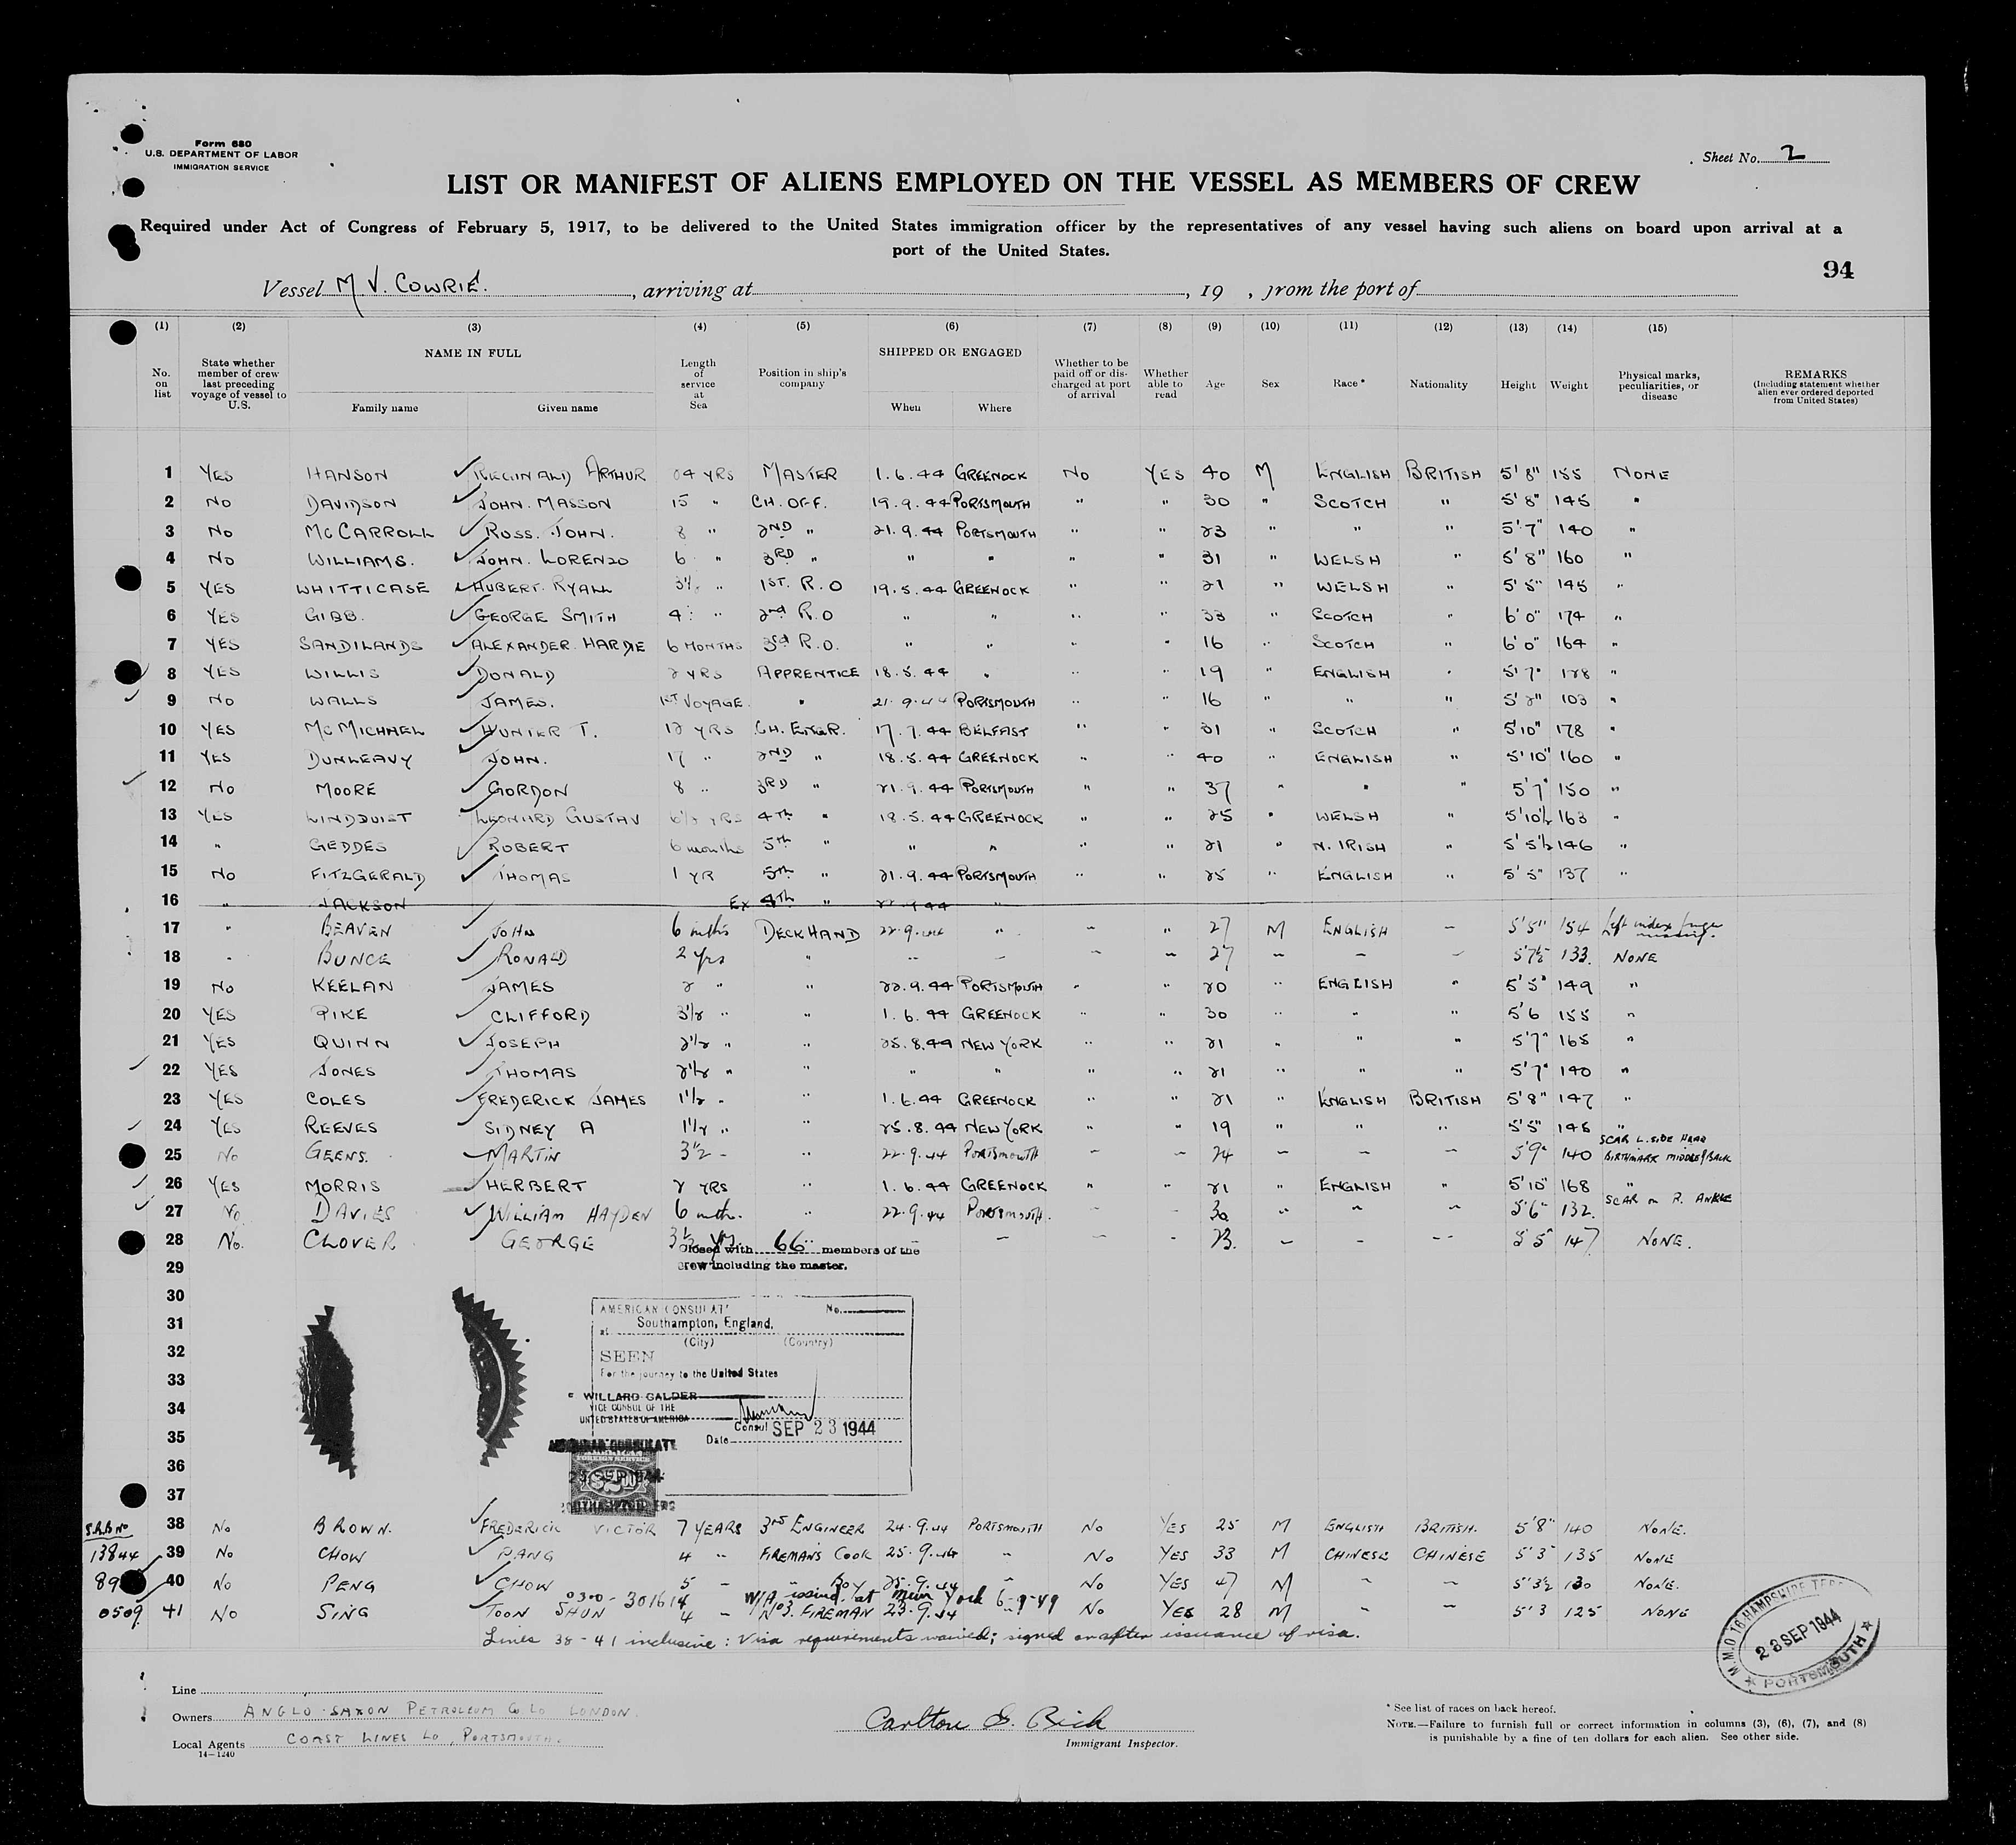 Form 680
U.S. DEPARTMENT OF LABOR
IMMIGRATION SERVICE
Sheet No. 2
LIST OR MANIFEST OF ALIENS EMPLOYED ON THE VESSEL AS MEMBERS OF CREW
Required under Act of Congress of February 5, 1917, to be delivered to the United States immigration officer by the representatives of any vessel having such aliens on board upon arrival at a
port of the United States.
94
Vessel M.V. COWRIE. , arriving at , 19 , from the port of
(1) (2) (3) (4) (5) (6) (7) (8) (9) (10) (11) (12) (13) (14) (15)
No. on list State whether member of crew last preceding voyage of vessel to U.S. NAME IN FULL Family name Given name Length of service at Sea Position in ship's company SHIPPED OR ENGAGED When Where Whether to be paid off or discharged at port of arrival Whether able to read Age Sex Race* Nationality Height Weight Physical marks, peculiarities, or disease REMARKS (Including statement whether alien ever ordered deported from United States)
1 YES HANSON REGINALD ARTHUR 24 YRS MASTER 1.6.44 GREENOCK NO YES 40 M ENGLISH BRITISH 5'8" 155 NONE
2 NO DAVIDSON JOHN. MASSON 15 " CH. OFF. 19.9.44 PORTSMOUTH " " 30 " SCOTCH " 5'8" 145 "
3 NO McCARROLL ROSS. JOHN. 8 " 2ND " 21.9.44 PORTSMOUTH " " 23 " " " 5'7" 140 "
4 NO WILLIAMS. JOHN. LORENZO 6 " 3RD " " " " " 31 " WELSH " 5'8" 160 "
5 YES WHITTICASE HUBERT. RYALL 3½ " 1ST. R.O 19.5.44 GREENOCK " " 21 " WELSH " 5'5" 145 "
6 YES GIBB. GEORGE SMITH 4 " 2nd R.O " " " " 33 " SCOTCH " 6'0" 174 "
7 YES SANDILANDS ALEXANDER. HARDIE 6 MONTHS 3rd R.O. " " " " 16 " SCOTCH " 6'0" 164 "
8 YES WILLIS DONALD 2 YRS APPRENTICE 18.5.44 " " " 19 " ENGLISH " 5'7" 128 "
9 NO WALLS JAMES. 1ST VOYAGE " 21.9.44 PORTSMOUTH " " 16 " " " 5'2" 103 "
10 YES McMICHAEL HUNTER T. 12 YRS CH. ENGR. 17.7.44 BELFAST " " 31 " SCOTCH " 5'10" 178 "
11 YES DUNLEAVY JOHN. 17 " 2ND " 18.5.44 GREENOCK " 40 " ENGLISH " 5'10" 160 "
12 NO MOORE GORDON 8 " 3RD " 21.9.44 PORTSMOUTH " " 37 " " " 5'7" 150 "
13 YES LINDQUIST LEONARD GUSTAV 6½ YRS 4th " 18.5.44 GREENOCK " " 25 " WELSH " 5'10½ 163 "
14 " GEDDES ROBERT 6 months 5th " " " " " 21 " N. IRISH " 5'5½ 146 "
15 NO FITZGERALD THOMAS 1 YR 5th " 21.9.44 PORTSMOUTH " " 25 " ENGLISH " 5'5" 137 "
16 " JACKSON Ex 4th " 22.9.44 "
17 " BEAVEN JOHN 6 mths DECKHAND 22.9.44 " " " 27 M ENGLISH " 5'5" 154 Left index finger missing.
18 " BUNCE RONALD 2 yrs " " " " " 27 " " " 5'7½ 133. NONE
19 NO KEELAN JAMES 2 " " 22.9.44 PORTSMOUTH " " 20 " ENGLISH " 5'5" 149 "
20 YES PIKE CLIFFORD 3½ " " 1.6.44 GREENOCK " " 30 " " " 5'6 155 "
21 YES QUINN JOSEPH 2½ " " 25.8.44 NEW YORK " " 21 " " " 5'7" 165 "
22 YES JONES THOMAS 2½ " " " " " " 21 " " " 5'7" 140 "
23 YES COLES FREDERICK JAMES 1½ " " 1.6.44 GREENOCK " " 21 " ENGLISH BRITISH 5'8" 147 "
24 YES REEVES SIDNEY A 1½ " " 25.8.44 NEW YORK " " 19 " " " 5'5" 145 "
25 NO GEENS. MARTIN 3½ " " 22.9.44 PORTSMOUTH " " 24 " " " 5'9" 140 SCAR L. SIDE HEAD BIRTHMARK MIDDLE BACK
26 YES MORRIS HERBERT 2 YRS " 1.6.44 GREENOCK " " 21 " ENGLISH " 5'10" 168 "
27 NO DAVIES WILLIAM HAYDEN 6 mth. " 22.9.44 PORTSMOUTH. " " 30 " " " 5'6" 132. SCAR ON R. ANKLE
28 No. CLOVER GEORGE 3½ yrs " " " " " 23. " " " 5'5" 147 NONE.
Closed with 66 members of the
crew including the master.
29
30
31
32
33
34
35
36
37
AMERICAN CONSULATE No.
at Southampton, England,
(City) (Country)
SEEN
For the journey to the United States
WILLARD CALDER
VICE CONSUL OF THE
UNITED STATES OF AMERICA
Consul
Date SEP 23 1944
AMERICAN CONSULATE
FOREIGN SERVICE
23 SEP 1944
S.R.B No
38 No BROWN. FREDERICK VICTOR 7 YEARS 3rd ENGINEER 24.9.44 PORTSMOUTH No YES 25 M ENGLISH BRITISH. 5'8" 140 NONE.
13844 39 No CHOW PANG 4 " FIREMANS COOK 25.9.44 " No YES 33 M CHINESE CHINESE 5'3" 135 NONE
89 40 No PENG CHOW 5 " " BOY 25.9.44 No YES 47 M " " 5'3½ 130 NONE.
0300-301614 W/A issued at New York 6-9-49
0509 41 No SING TOON SHUN 4 " No3. FIREMAN 23.9.44 No YES 28 M " " 5'3 125 NONE
Lines 38-41 inclusive: Visa requirements waived; signed on after issuance of visa.
M.M.O 16 HAMPSHIRE TERR
23 SEP 1944
PORTSMOUTH
Line
Owners ANGLO-SAXON PETROLEUM Co Ld LONDON.
Local Agents COAST LINES Ld, PORTSMOUTH.
14-1240
Carlton G. Rich
Immigrant Inspector.
* See list of races on back hereof.
NOTE.—Failure to furnish full or correct information in columns (3), (6), (7), and (8)
is punishable by a fine of ten dollars for each alien. See other side.